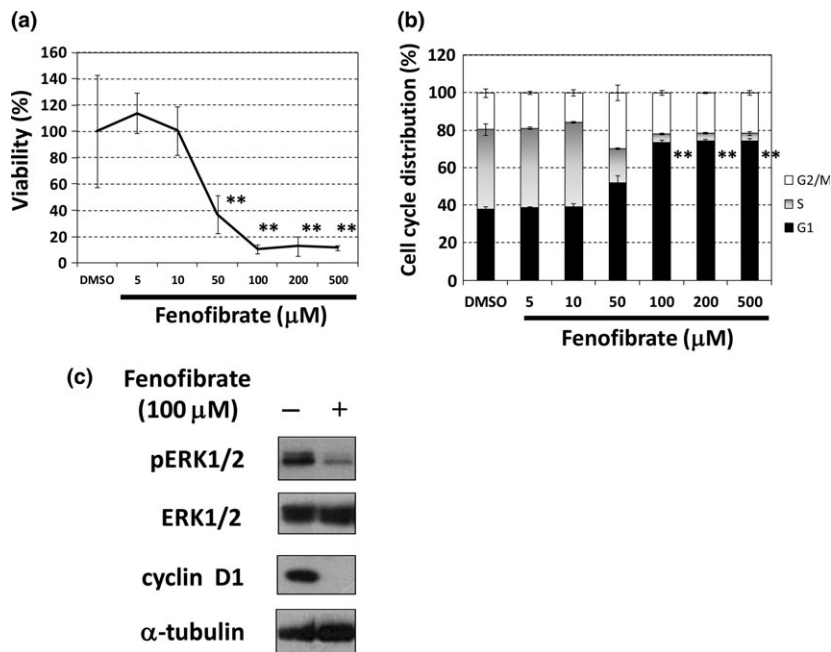 (a)
160
140
120
100
80
60
40
20
0
Viability (%)
**
**
**
**
DMSO 5 10 50 100 200 500
Fenofibrate (μM)
(b)
120
100
80
60
40
20
0
Cell cycle distribution (%)
** ** **
G2/M
S
G1
DMSO 5 10 50 100 200 500
Fenofibrate (μM)
(c)
Fenofibrate
(100 μM) − +
pERK1/2
ERK1/2
cyclin D1
α-tubulin